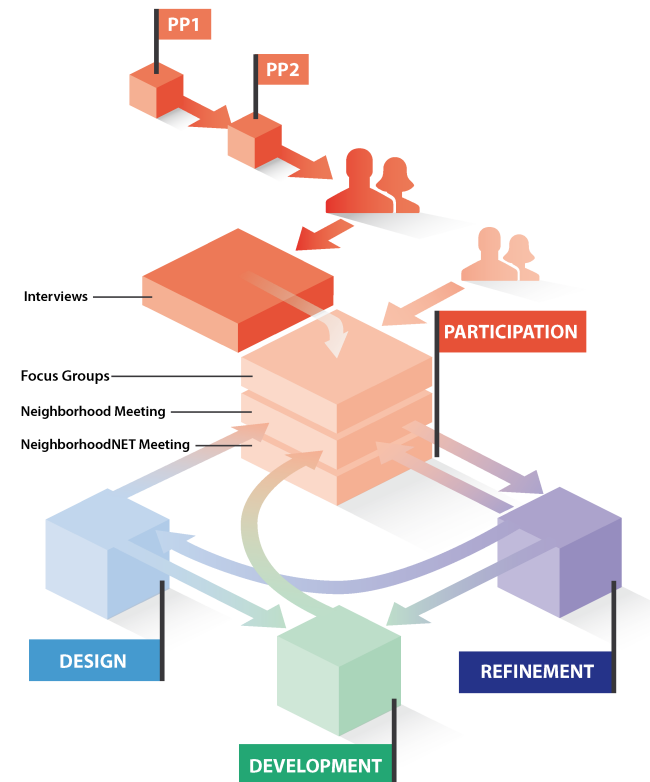 PP1
PP2
Interviews
PARTICIPATION
Focus Groups
Neighborhood Meeting
NeighborhoodNET Meeting
DESIGN
REFINEMENT
DEVELOPMENT